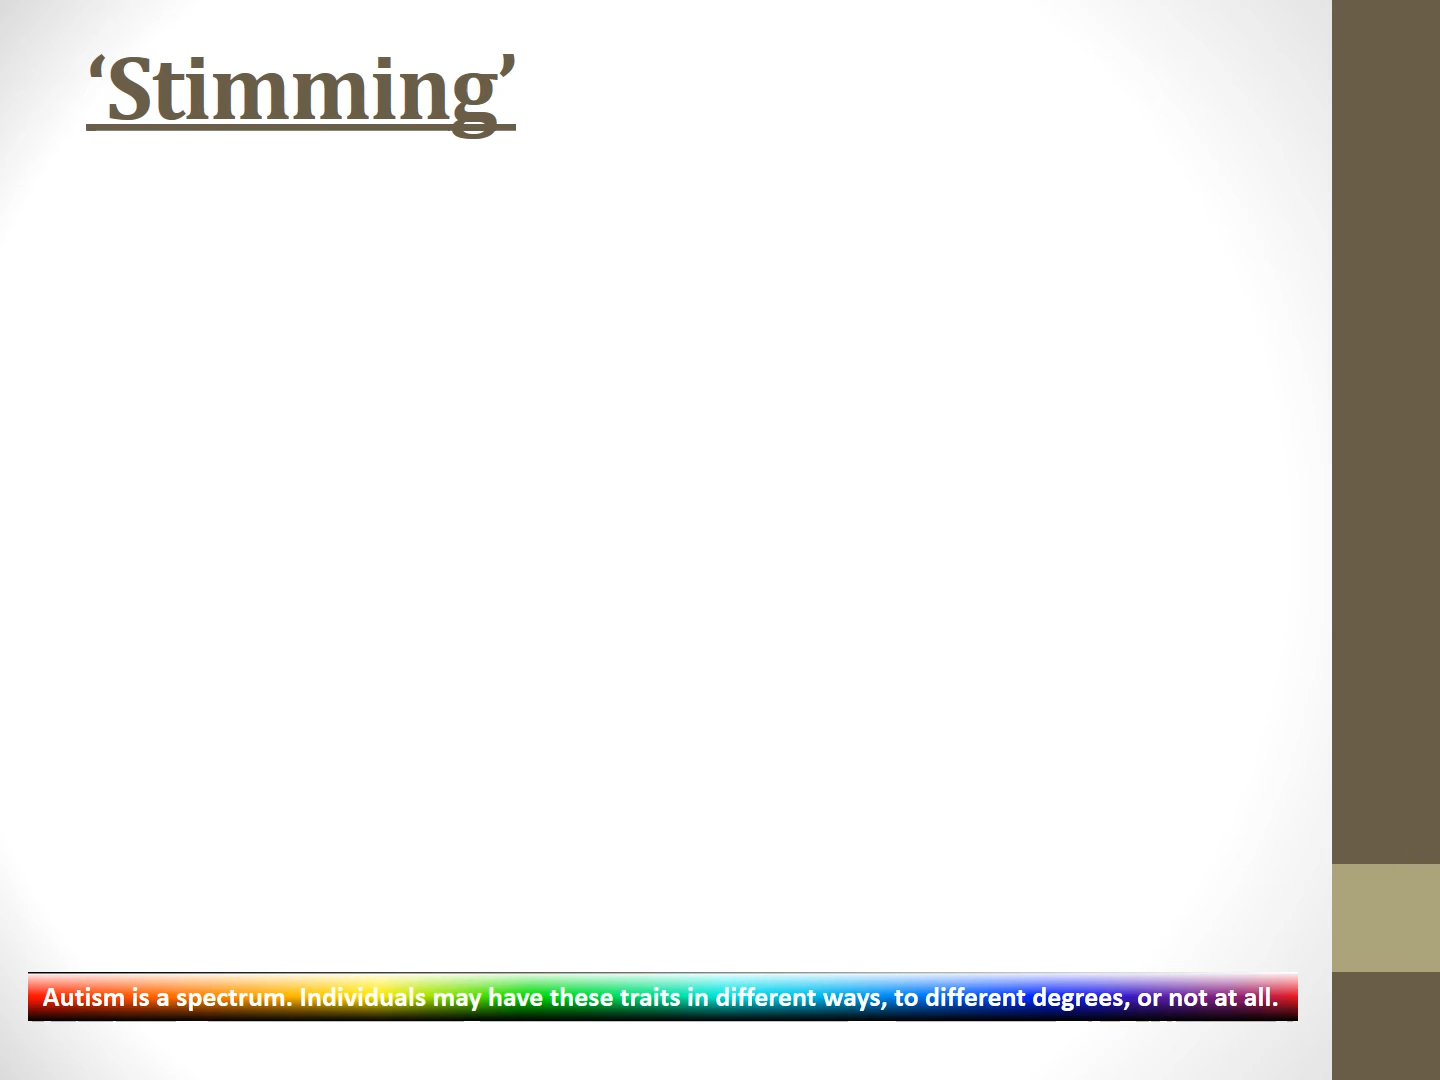 ‘Stimming’
Autism is a spectrum. Individuals may have these traits in different ways, to different degrees, or not at all.